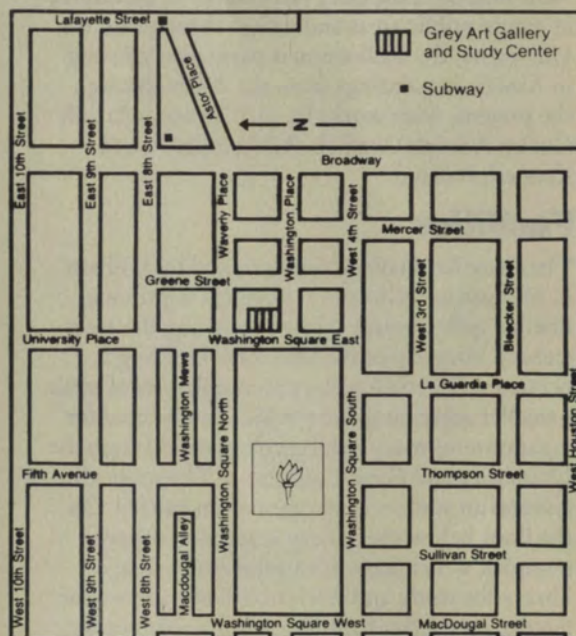 Lafayette Street
Grey Art Gallery
and Study Center
Subway
Astor Place
N
East 10th Street
East 9th Street
East 8th Street
Broadway
Waverly Place
Washington Place
West 4th Street
Mercer Street
Greene Street
West 3rd Street
Bleecker Street
University Place
Washington Square East
La Guardia Place
Washington Mews
Washington Square North
Washington Square South
West Houston Street
Fifth Avenue
Thompson Street
West 10th Street
West 9th Street
West 8th Street
Macdougal Alley
Sullivan Street
Washington Square West
MacDougal Street